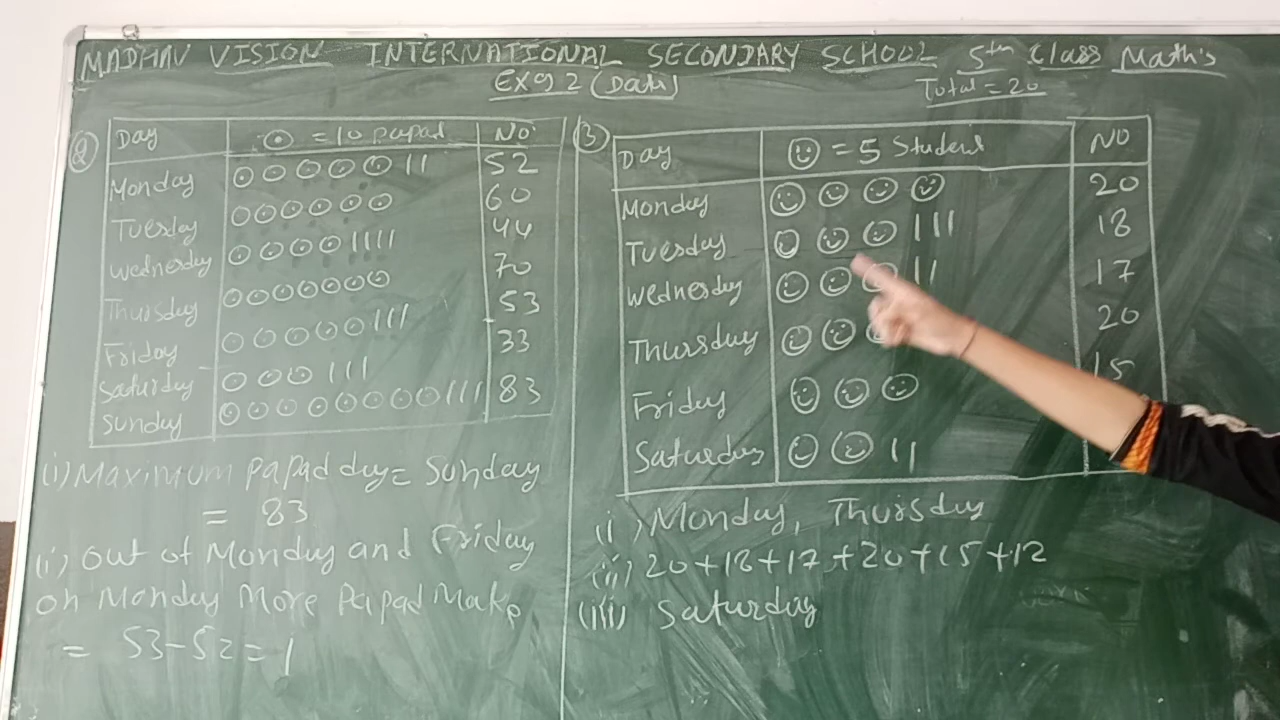 MADHAV VISION INTERNATIONAL SECONDARY SCHOOL 5th Class Math's
Ex 9.2 (Data)
Total = 20
(2)
Day = 10 papad NO
Monday 52
Tuesday 60
Wednesday 44
Thursday 70
Friday 53
Saturday 33
Sunday 83
(i) Maximum papad day = Sunday
= 83
(i) out of Monday and Friday
on Monday More Papad Make
= 53-52 = 1
(3)
Day = 5 Student NO
Monday 20
Tuesday 18
Wednesday 17
Thursday 20
Friday 15
Saturday
(i) Monday, Thursday
(ii) 20+18+17+20+15+12
(iii) Saturday